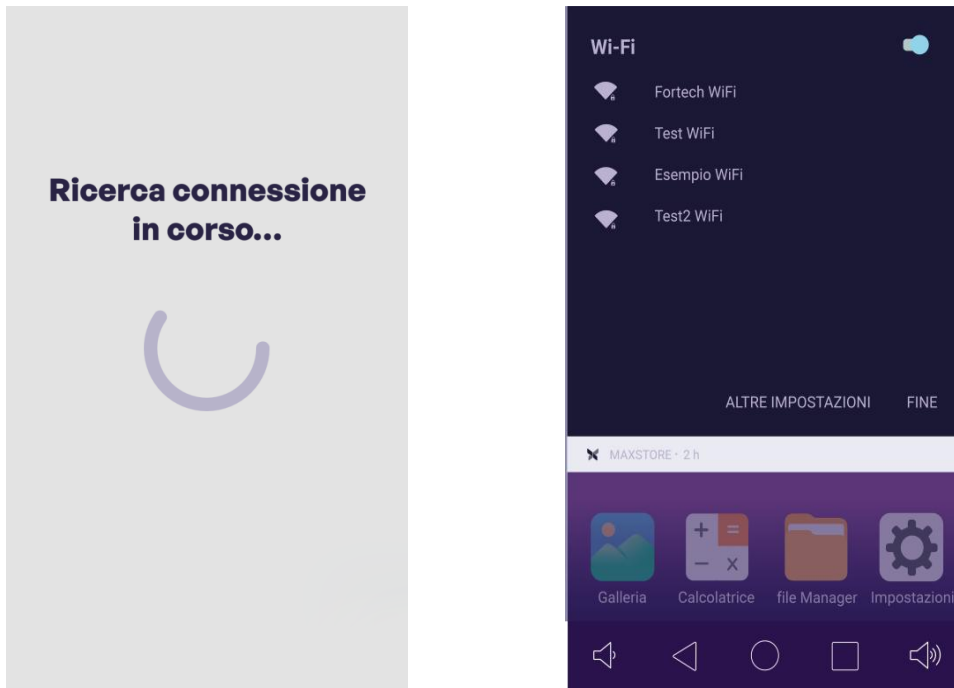 Ricerca connessione
in corso...
Wi-Fi
Fortech WiFi
Test WiFi
Esempio WiFi
Test2 WiFi
ALTRE IMPOSTAZIONI FINE
MAXSTORE • 2 h
Galleria Calcolatrice file Manager Impostazioni